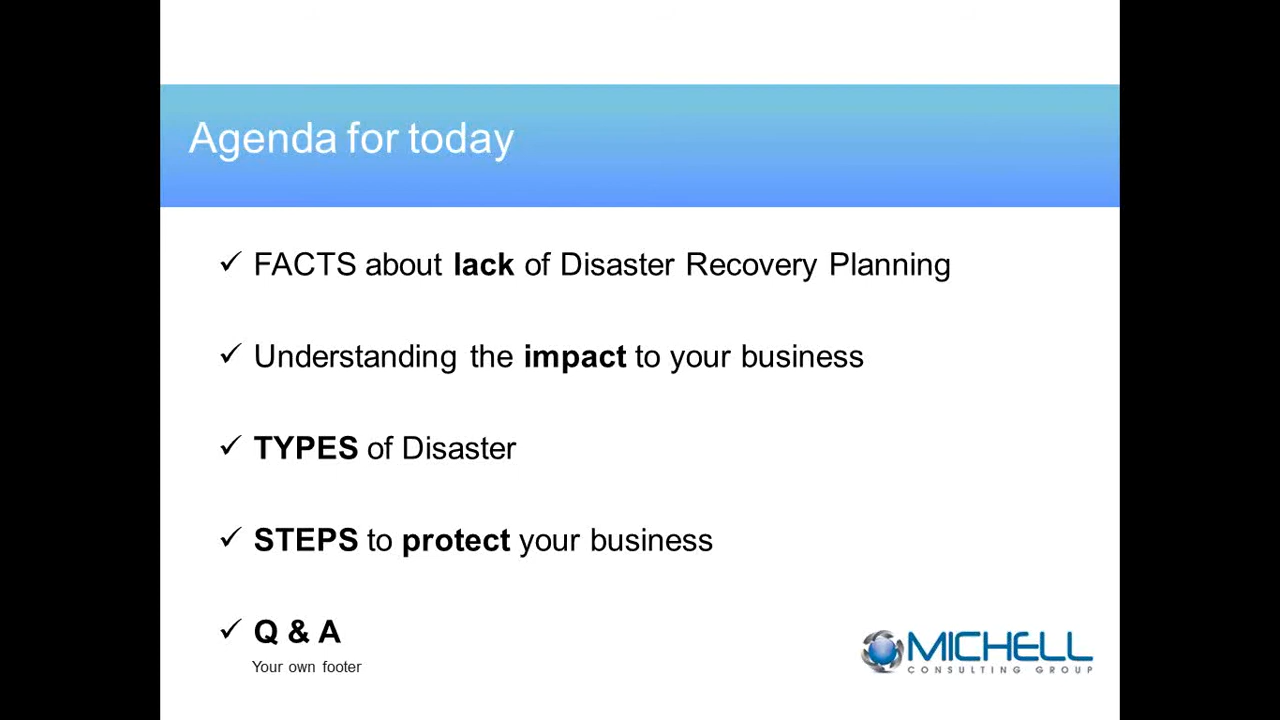 Agenda for today
✓ FACTS about lack of Disaster Recovery Planning
✓ Understanding the impact to your business
✓ TYPES of Disaster
✓ STEPS to protect your business
✓ Q & A
Your own footer
MICHELL
CONSULTING GROUP